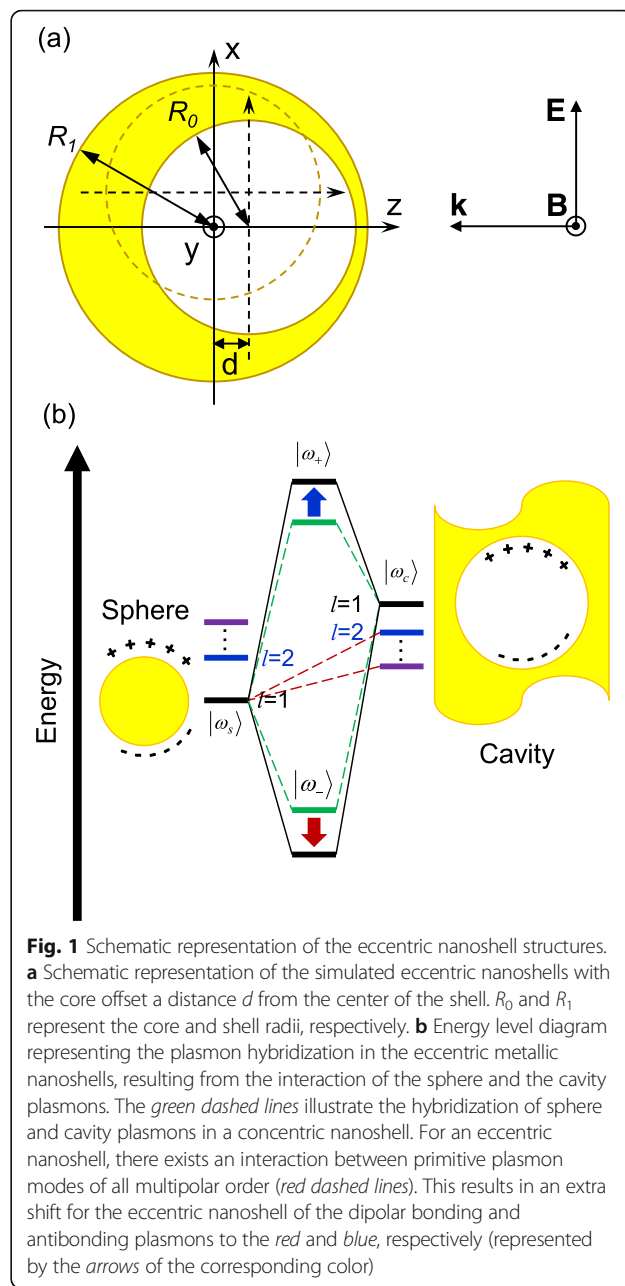 (a)
x
R₀
R₁
E
z
k
B
y
d
(b)
|ω₊⟩
|ω_c⟩
l=1
Sphere
l=2
l=2
l=1
|ω_s⟩
Energy
Cavity
|ω₋⟩
Fig. 1 Schematic representation of the eccentric nanoshell structures.
a Schematic representation of the simulated eccentric nanoshells with
the core offset a distance d from the center of the shell. R₀ and R₁
represent the core and shell radii, respectively. b Energy level diagram
representing the plasmon hybridization in the eccentric metallic
nanoshells, resulting from the interaction of the sphere and the cavity
plasmons. The green dashed lines illustrate the hybridization of sphere
and cavity plasmons in a concentric nanoshell. For an eccentric
nanoshell, there exists an interaction between primitive plasmon
modes of all multipolar order (red dashed lines). This results in an extra
shift for the eccentric nanoshell of the dipolar bonding and
antibonding plasmons to the red and blue, respectively (represented
by the arrows of the corresponding color)